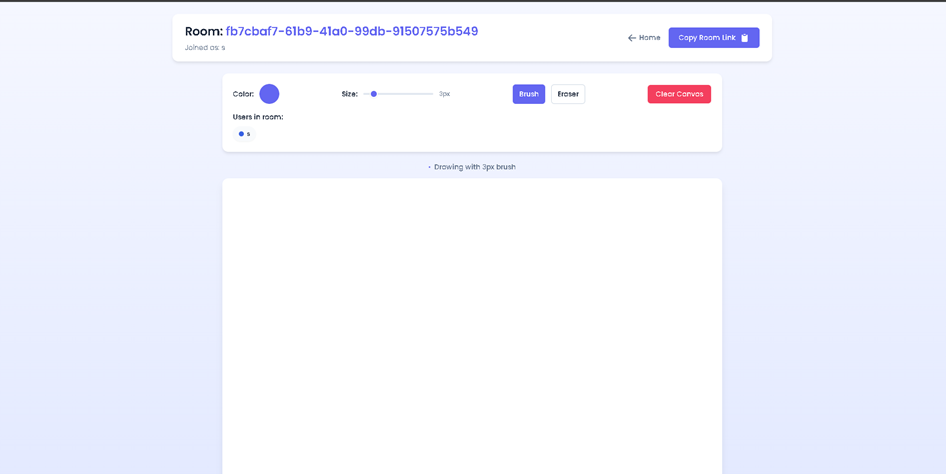 Room: fb7cbaf7-61b9-41a0-99db-91507575b549
Joined as: s
Home
Copy Room Link
Color:
Size:
3px
Brush
Eraser
Clear Canvas
Users in room:
s
• Drawing with 3px brush